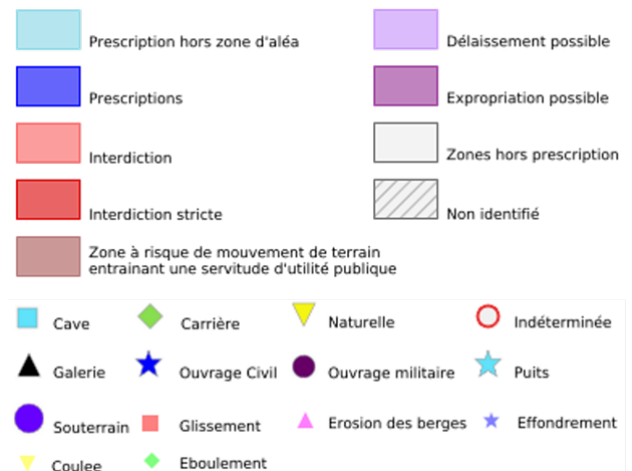 Prescription hors zone d'aléa
Délaissement possible
Prescriptions
Expropriation possible
Interdiction
Zones hors prescription
Interdiction stricte
Non identifié
Zone à risque de mouvement de terrain
entrainant une servitude d'utilité publique
Cave
Carrière
Naturelle
Indéterminée
Galerie
Ouvrage Civil
Ouvrage militaire
Puits
Souterrain
Glissement
Erosion des berges
Effondrement
Coulee
Eboulement